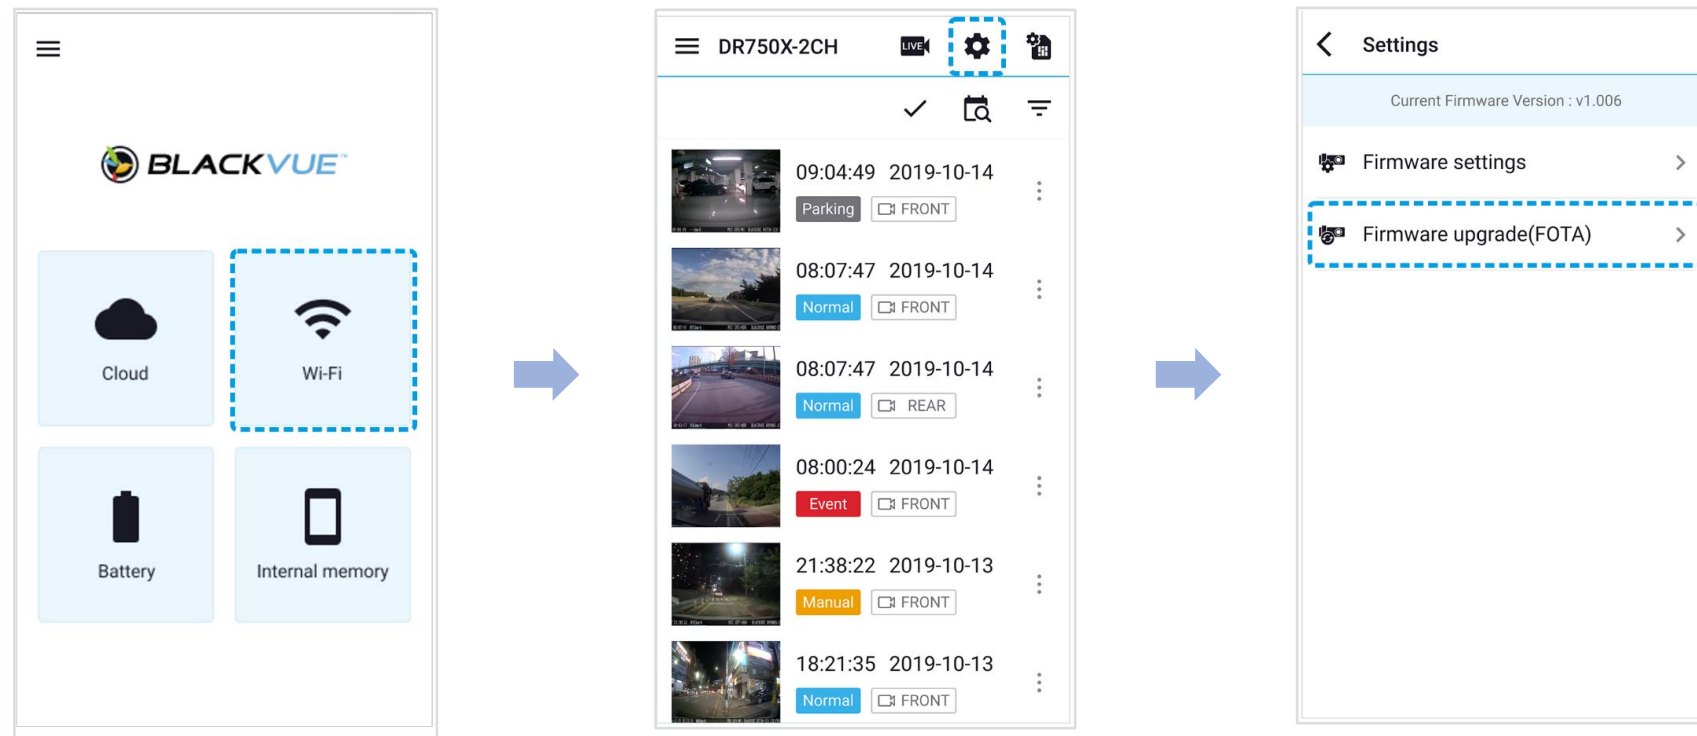 BLACKVUE
Cloud
Wi-Fi
Battery
Internal memory
DR750X-2CH
LIVE
09:04:49 2019-10-14
Parking FRONT
08:07:47 2019-10-14
Normal FRONT
08:07:47 2019-10-14
Normal REAR
08:00:24 2019-10-14
Event FRONT
21:38:22 2019-10-13
Manual FRONT
18:21:35 2019-10-13
Normal FRONT
Settings
Current Firmware Version : v1.006
Firmware settings
Firmware upgrade(FOTA)